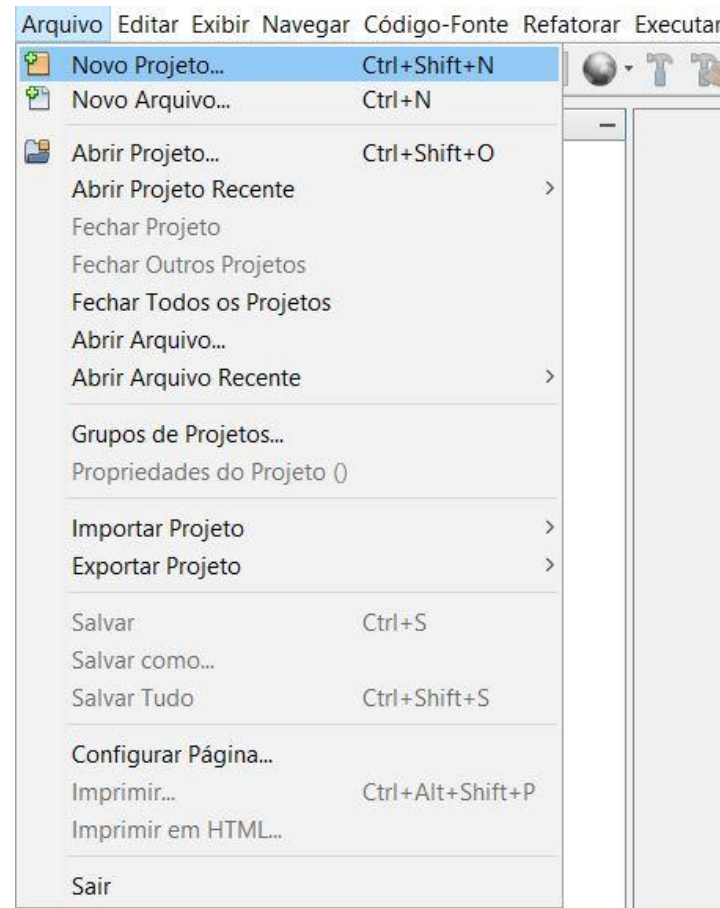 Arquivo Editar Exibir Navegar Código-Fonte Refatorar Executar
Novo Projeto... Ctrl+Shift+N
Novo Arquivo... Ctrl+N
Abrir Projeto... Ctrl+Shift+O
Abrir Projeto Recente
Fechar Projeto
Fechar Outros Projetos
Fechar Todos os Projetos
Abrir Arquivo...
Abrir Arquivo Recente
Grupos de Projetos...
Propriedades do Projeto ()
Importar Projeto
Exportar Projeto
Salvar Ctrl+S
Salvar como...
Salvar Tudo Ctrl+Shift+S
Configurar Página...
Imprimir... Ctrl+Alt+Shift+P
Imprimir em HTML...
Sair